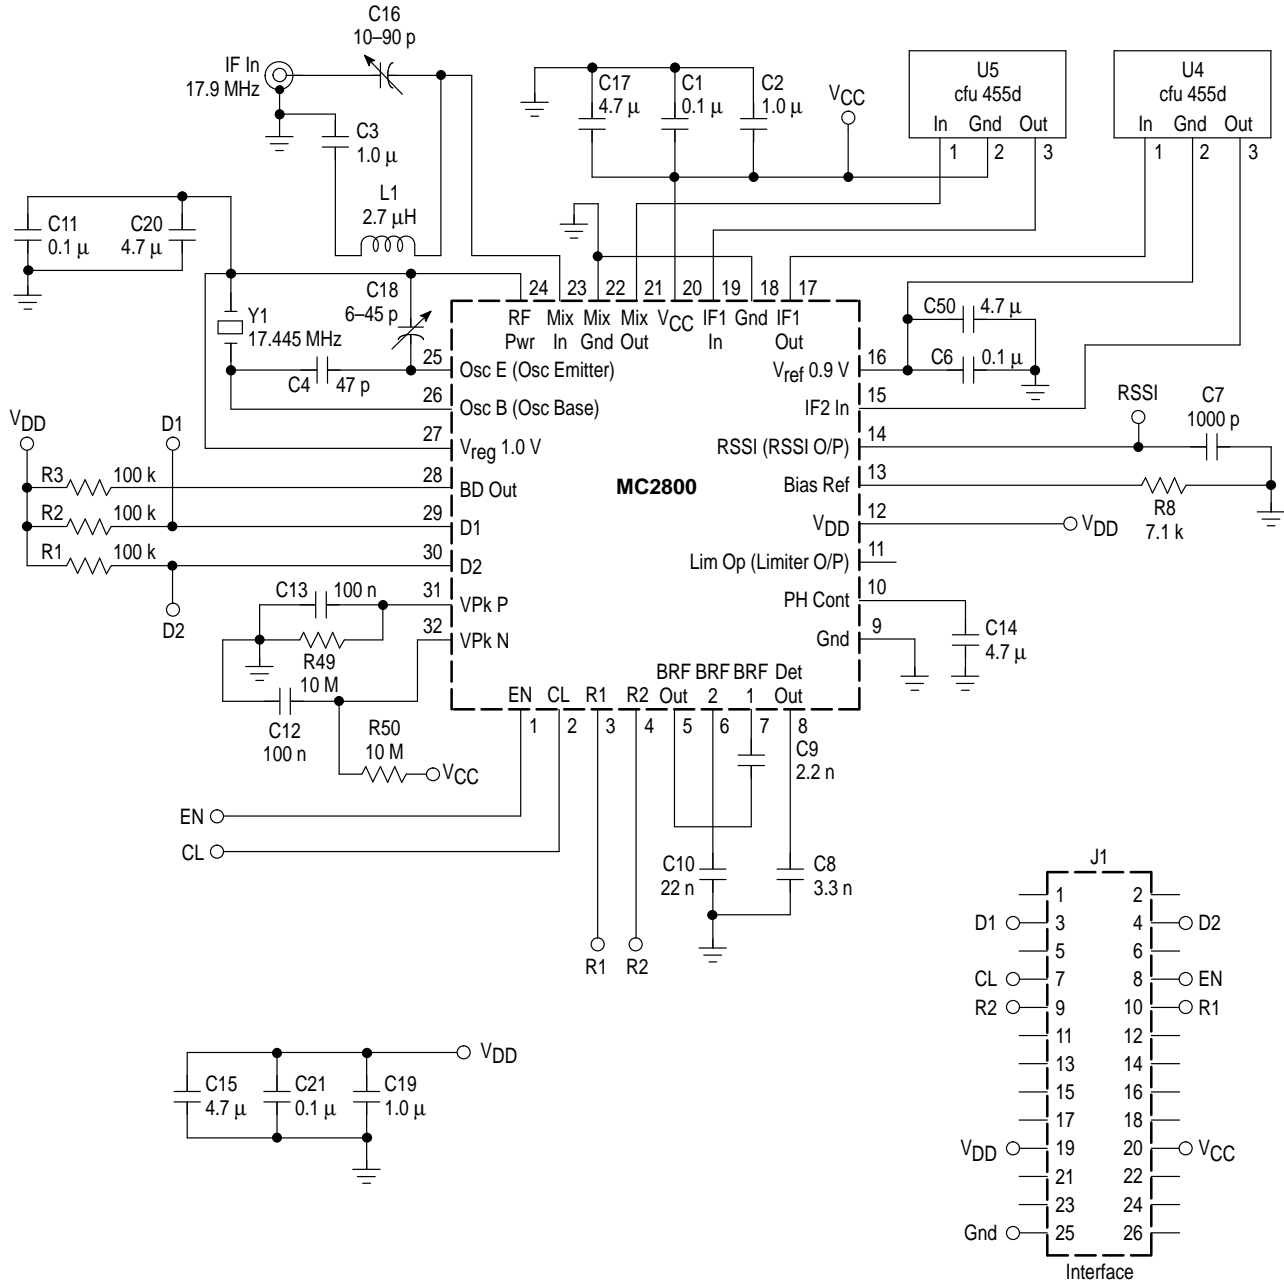 C16
10–90 p
IF In
17.9 MHz
C3
1.0 µ
L1
2.7 µH
C17
4.7 µ
C1
0.1 µ
C2
1.0 µ
VCC
U5
cfu 455d
In Gnd Out
1 2 3
U4
cfu 455d
In Gnd Out
1 2 3
C11
0.1 µ
C20
4.7 µ
Y1
17.445 MHz
C18
6–45 p
C4 47 p
24 23 22 21 20 19 18 17
RF Pwr
Mix In
Mix Gnd
Mix Out
VCC
IF1 In
Gnd
IF1 Out
C50 4.7 µ
C6 0.1 µ
25 Osc E (Osc Emitter)
26 Osc B (Osc Base)
27 Vreg 1.0 V
28 BD Out
29 D1
30 D2
31 VPk P
32 VPk N
MC2800
Vref 0.9 V 16
IF2 In 15
RSSI (RSSI O/P) 14
Bias Ref 13
VDD 12
Lim Op (Limiter O/P) 11
PH Cont 10
Gnd 9
RSSI
C7
1000 p
R8
7.1 k
VDD
C14
4.7 µ
VDD
D1
R3 100 k
R2 100 k
R1 100 k
D2
C13 100 n
R49
10 M
C12
100 n
R50
10 M
VCC
EN CL R1 R2
BRF Out
BRF 2
BRF 1
Det Out
1 2 3 4 5 6 7 8
C9
2.2 n
EN
CL
C10
22 n
C8
3.3 n
R1 R2
J1
1 2
D1 3 4 D2
5 6
CL 7 8 EN
R2 9 10 R1
11 12
13 14
15 16
17 18
VDD 19 20 VCC
21 22
23 24
Gnd 25 26
Interface
VDD
C15
4.7 µ
C21
0.1 µ
C19
1.0 µ